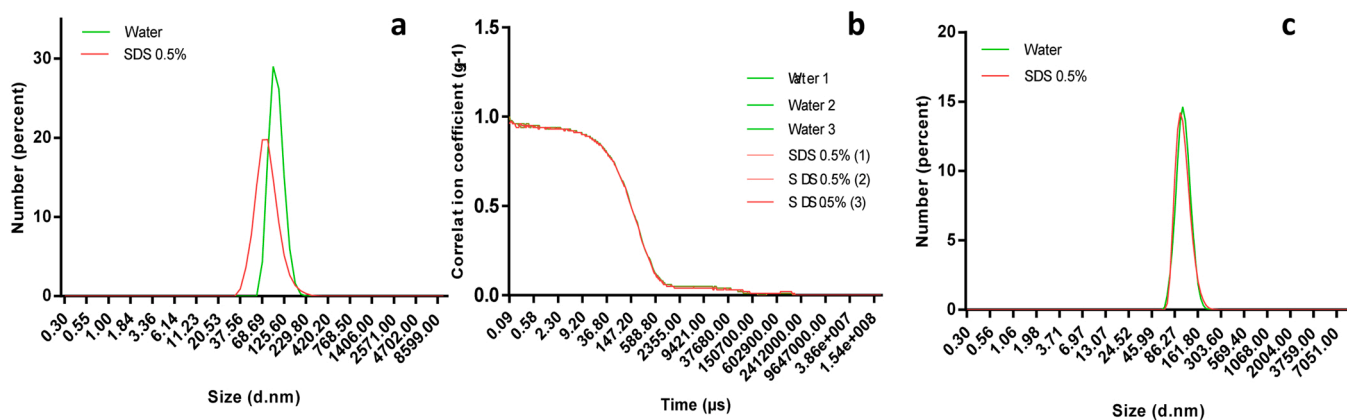 a
Water
SDS 0.5%
Number (percent)
30
20
10
0
0.30
0.55
1.00
1.84
3.36
6.14
11.23
20.53
37.56
68.69
125.60
229.80
420.20
768.50
1406.00
2571.00
4702.00
8599.00
Size (d.nm)
b
Water 1
Water 2
Water 3
SDS 0.5% (1)
S DS 0.5% (2)
S DS 05% (3)
Correlation coefficient (g-1)
1.5
1.0
0.5
0.0
0.09
0.58
2.30
9.20
36.80
147.20
588.80
2355.00
9421.00
37680.00
150700.00
602900.00
2412000.00
9647000.00
3.86e+007
1.54e+008
Time (µs)
c
Water
SDS 0.5%
Number (percent)
20
15
10
5
0
0.30
0.56
1.06
1.98
3.71
6.97
13.07
24.52
45.99
86.27
161.80
303.60
569.40
1068.00
2004.00
3759.00
7051.00
Size (d.nm)